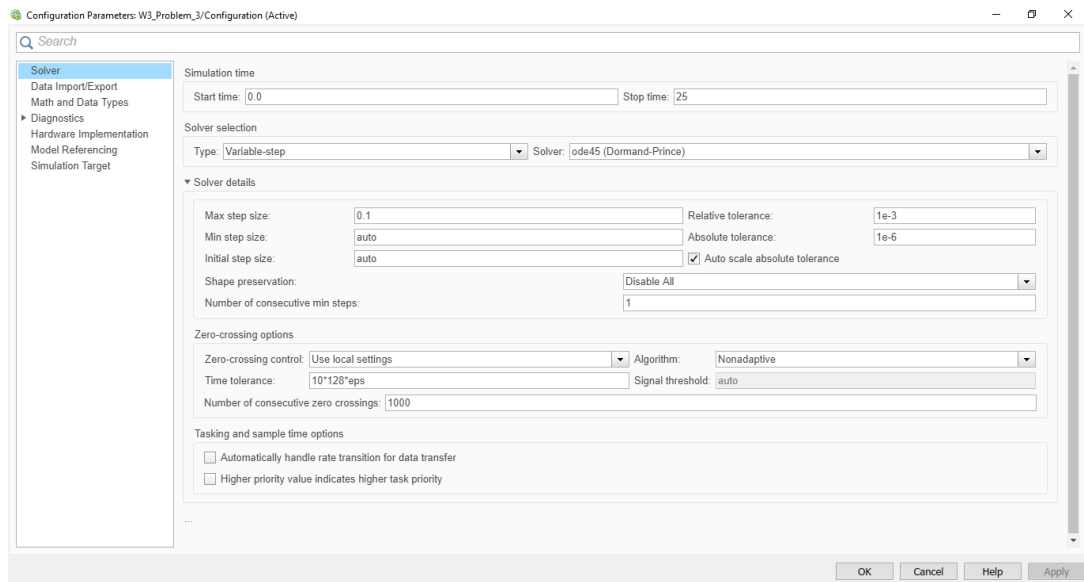 Configuration Parameters: W3_Problem_3/Configuration (Active)
Search
Solver
Data Import/Export
Math and Data Types
Diagnostics
Hardware Implementation
Model Referencing
Simulation Target
Simulation time
Start time: 0.0 Stop time: 25
Solver selection
Type: Variable-step Solver: ode45 (Dormand-Prince)
Solver details
Max step size: 0.1 Relative tolerance: 1e-3
Min step size: auto Absolute tolerance: 1e-6
Initial step size: auto Auto scale absolute tolerance
Shape preservation: Disable All
Number of consecutive min steps: 1
Zero-crossing options
Zero-crossing control: Use local settings Algorithm: Nonadaptive
Time tolerance: 10*128*eps Signal threshold: auto
Number of consecutive zero crossings: 1000
Tasking and sample time options
Automatically handle rate transition for data transfer
Higher priority value indicates higher task priority
...
OK Cancel Help Apply